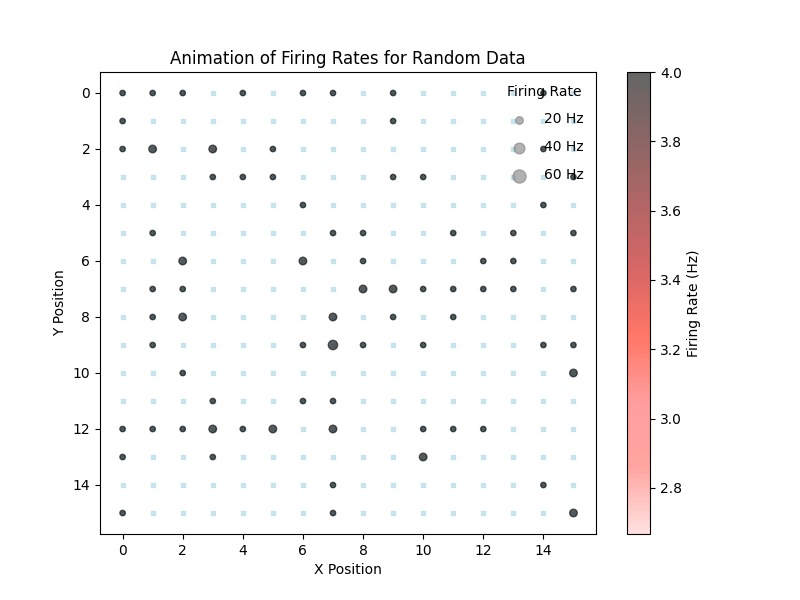 Animation of Firing Rates for Random Data
Firing Rate
20 Hz
40 Hz
60 Hz
0
2
4
6
8
10
12
14
Y Position
0 2 4 6 8 10 12 14
X Position
4.0
3.8
3.6
3.4
3.2
3.0
2.8
Firing Rate (Hz)